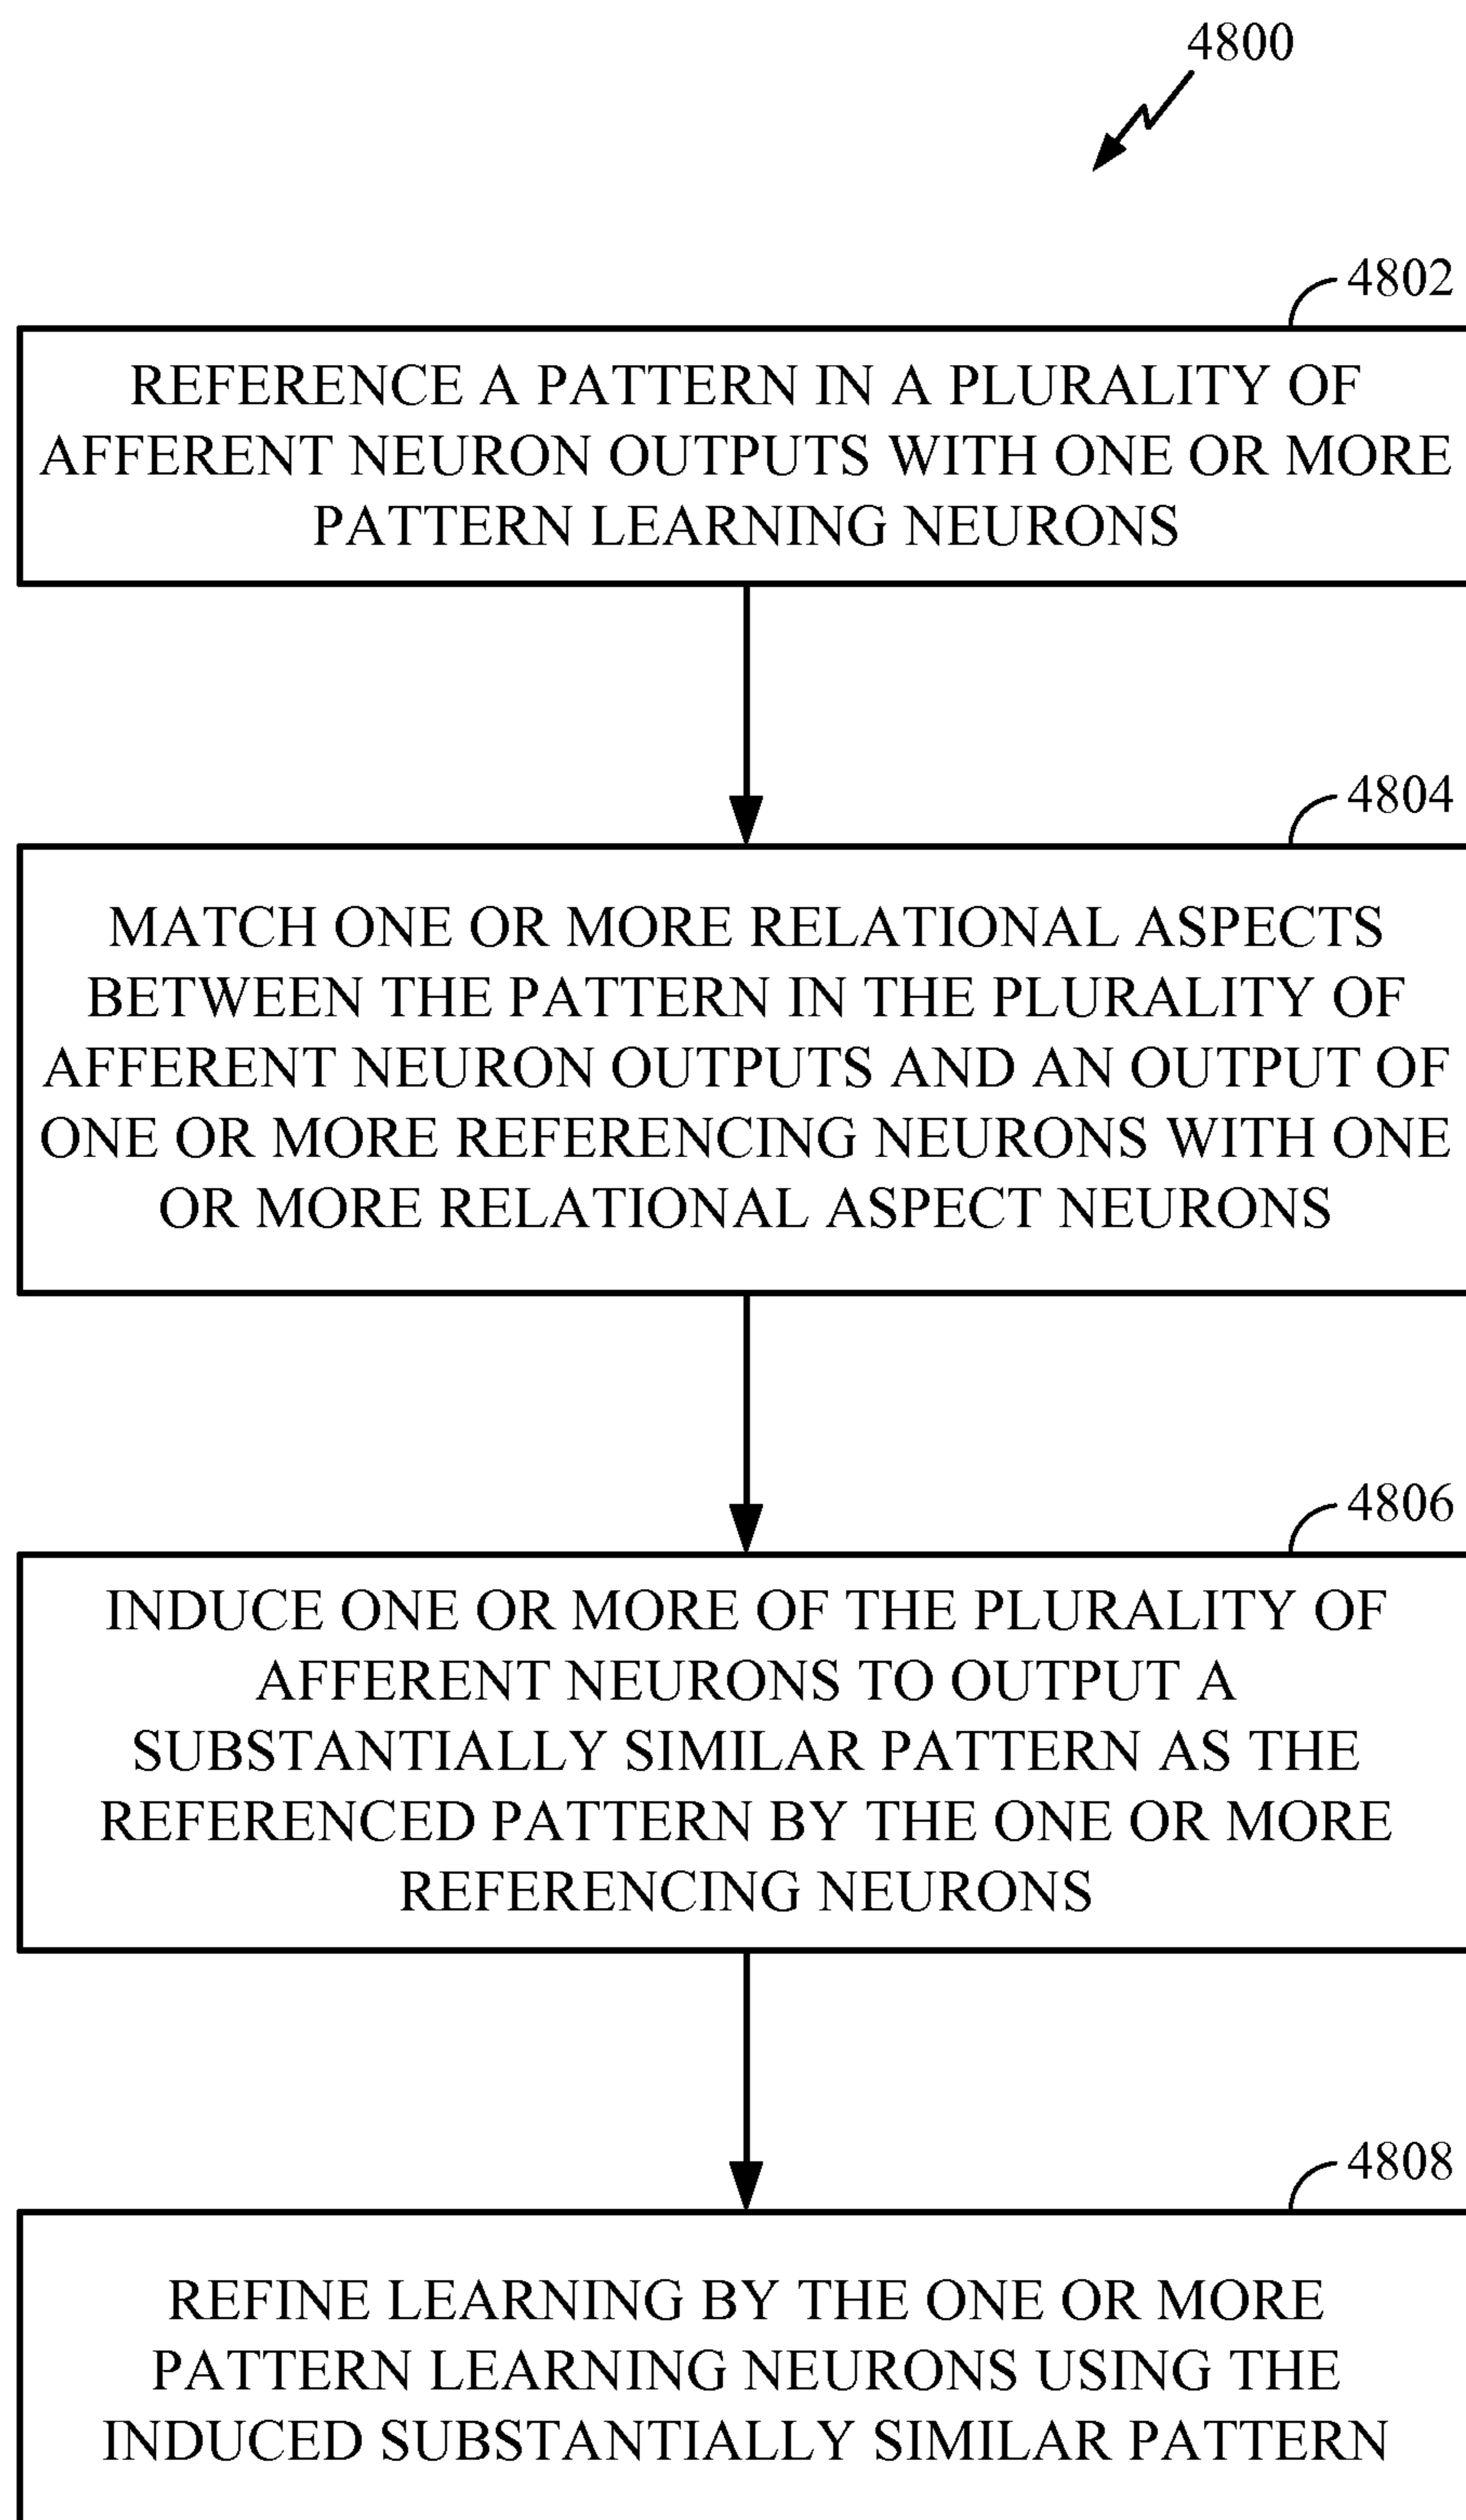 4800
4802
REFERENCE A PATTERN IN A PLURALITY OF
AFFERENT NEURON OUTPUTS WITH ONE OR MORE
PATTERN LEARNING NEURONS
4804
MATCH ONE OR MORE RELATIONAL ASPECTS
BETWEEN THE PATTERN IN THE PLURALITY OF
AFFERENT NEURON OUTPUTS AND AN OUTPUT OF
ONE OR MORE REFERENCING NEURONS WITH ONE
OR MORE RELATIONAL ASPECT NEURONS
4806
INDUCE ONE OR MORE OF THE PLURALITY OF
AFFERENT NEURONS TO OUTPUT A
SUBSTANTIALLY SIMILAR PATTERN AS THE
REFERENCED PATTERN BY THE ONE OR MORE
REFERENCING NEURONS
4808
REFINE LEARNING BY THE ONE OR MORE
PATTERN LEARNING NEURONS USING THE
INDUCED SUBSTANTIALLY SIMILAR PATTERN